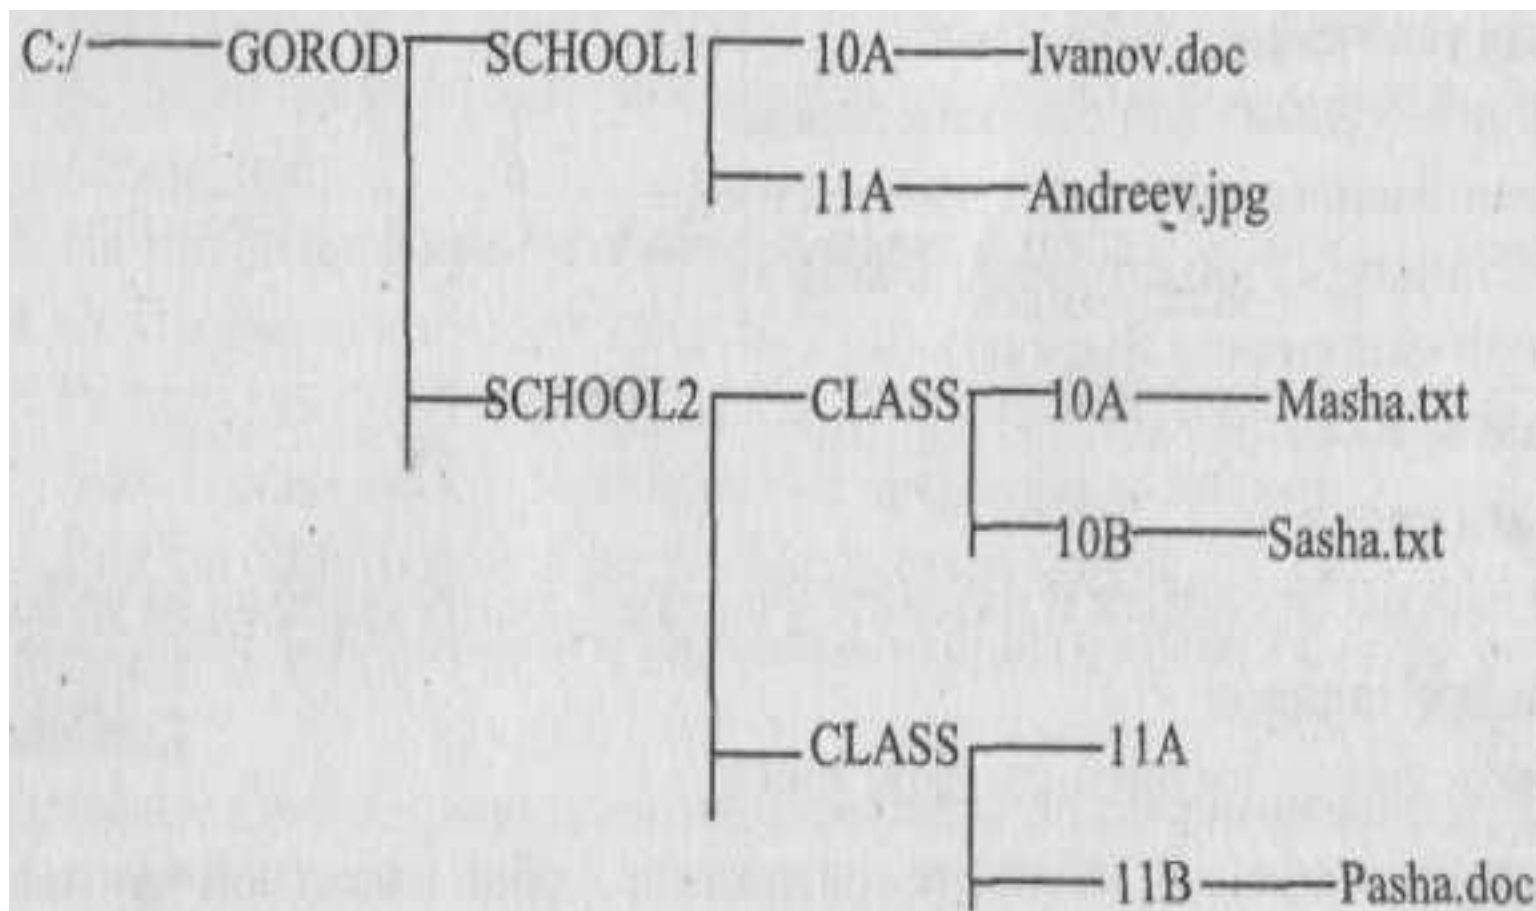 C:/ GOROD SCHOOL1 10A Ivanov.doc
11A Andreev.jpg
SCHOOL2 CLASS 10A Masha.txt
10B Sasha.txt
CLASS 11A
11B Pasha.doc